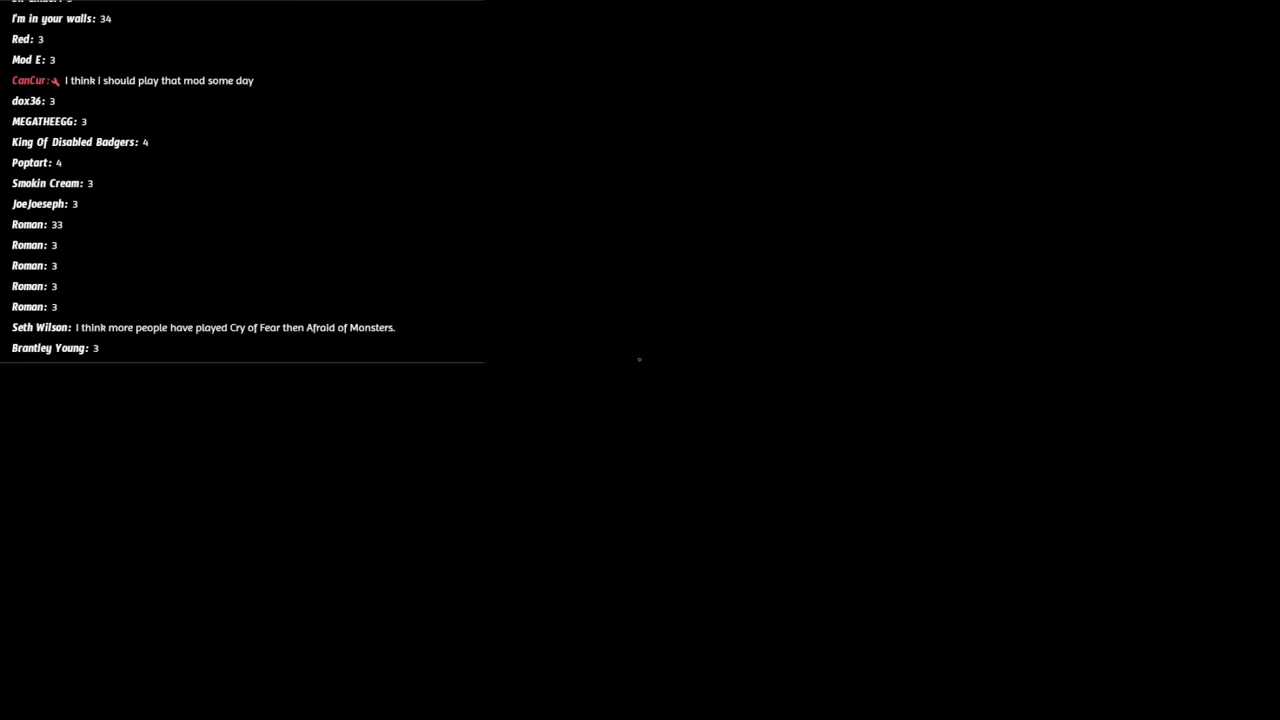 I'm in your walls: 34
Red: 3
Mod E: 3
CanCur: I think i should play that mod some day
dox36: 3
MEGATHEEGG: 3
King Of Disabled Badgers: 4
Poptart: 4
Smokin Cream: 3
JoeJoeseph: 3
Roman: 33
Roman: 3
Roman: 3
Roman: 3
Roman: 3
Seth Wilson: I think more people have played Cry of Fear then Afraid of Monsters.
Brantley Young: 3